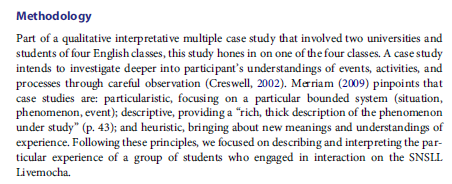 Methodology
Part of a qualitative interpretative multiple case study that involved two universities and
students of four English classes, this study hones in on one of the four classes. A case study
intends to investigate deeper into participant's understandings of events, activities, and
processes through careful observation (Creswell, 2002). Merriam (2009) pinpoints that
case studies are: particularistic, focusing on a particular bounded system (situation,
phenomenon, event); descriptive, providing a “rich, thick description of the phenomenon
under study” (p. 43); and heuristic, bringing about new meanings and understandings of
experience. Following these principles, we focused on describing and interpreting the par-
ticular experience of a group of students who engaged in interaction on the SNSLL
Livemocha.